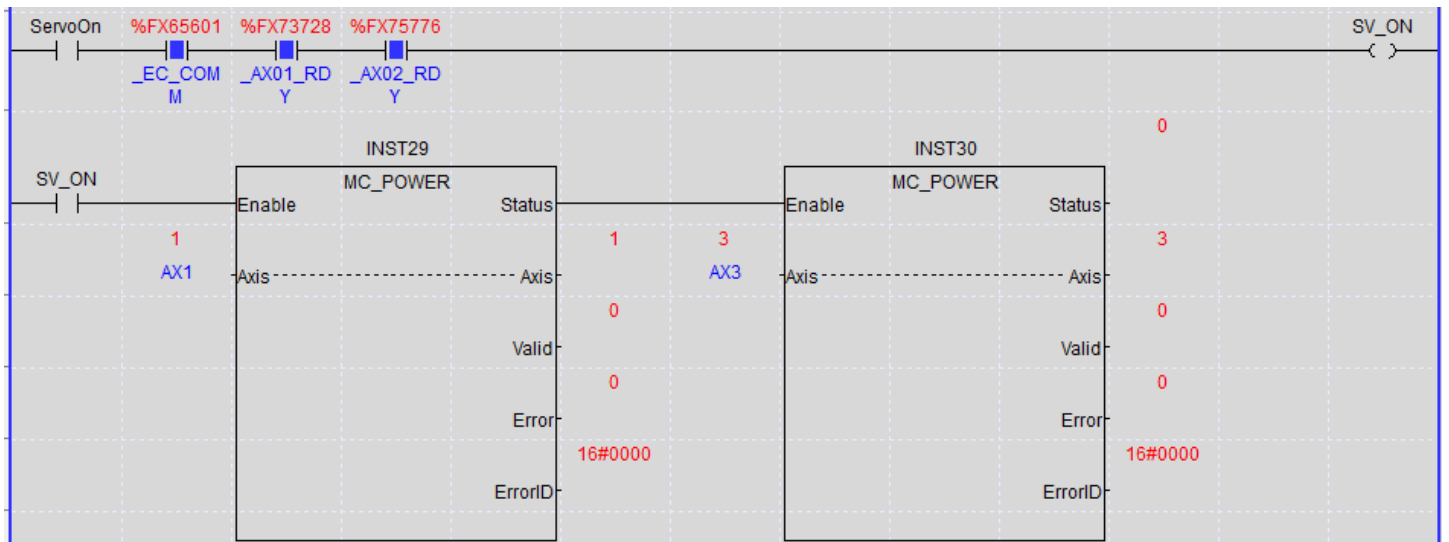 ServoOn %FX65601 %FX73728 %FX75776 SV_ON
_EC_COM _AX01_RD _AX02_RD
M Y Y
0
INST29 INST30
SV_ON MC_POWER MC_POWER
Enable Status Enable Status
1 1 3 3
AX1 Axis Axis AX3 Axis Axis
0 0
Valid Valid
0 0
Error Error
16#0000 16#0000
ErrorID ErrorID